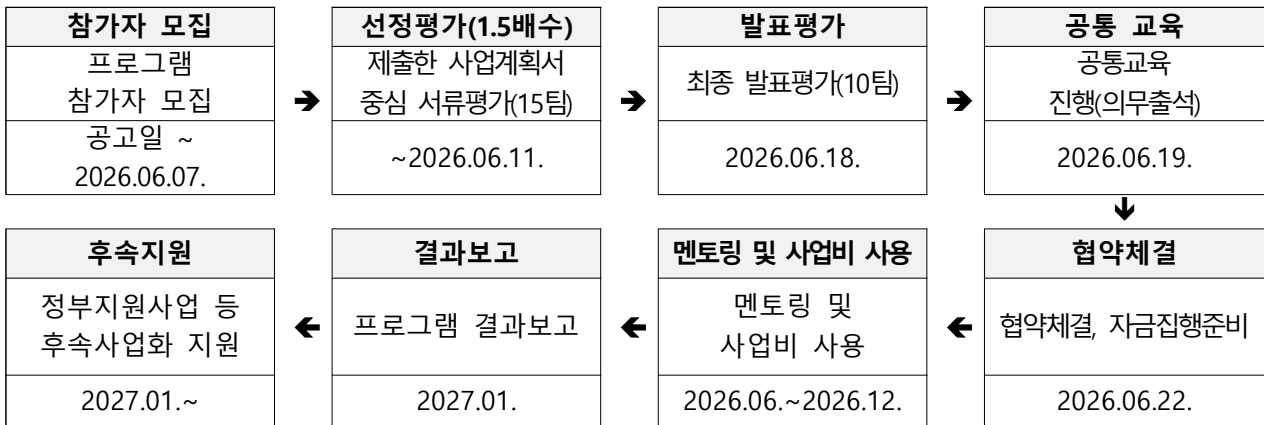 참가자 모집
프로그램
참가자 모집
공고일 ~
2026.06.07.
➔
선정평가(1.5배수)
제출한 사업계획서
중심 서류평가(15팀)
~2026.06.11.
➔
발표평가
최종 발표평가(10팀)
2026.06.18.
➔
공통 교육
공통교육
진행(의무출석)
2026.06.19.
🡻
협약체결
협약체결, 자금집행준비
2026.06.22.
🡸
멘토링 및 사업비 사용
멘토링 및
사업비 사용
2026.06.~2026.12.
🡸
결과보고
프로그램 결과보고
2027.01.
🡸
후속지원
정부지원사업 등
후속사업화 지원
2027.01.~